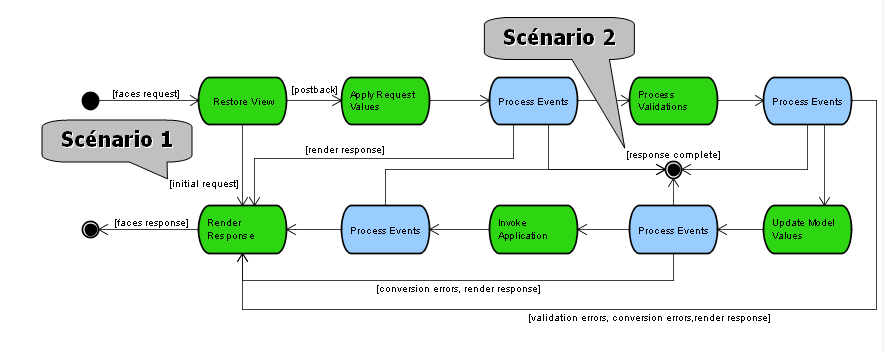 Scénario 2
[faces request]
Restore View
[postback]
Apply Request
Values
Process Events
Process
Validations
Process Events
Scénario 1
[render response]
[response complete]
[initial request]
[faces response]
Render
Response
Process Events
Invoke
Application
Process Events
Update Model
Values
[conversion errors, render response]
[validation errors, conversion errors,render response]